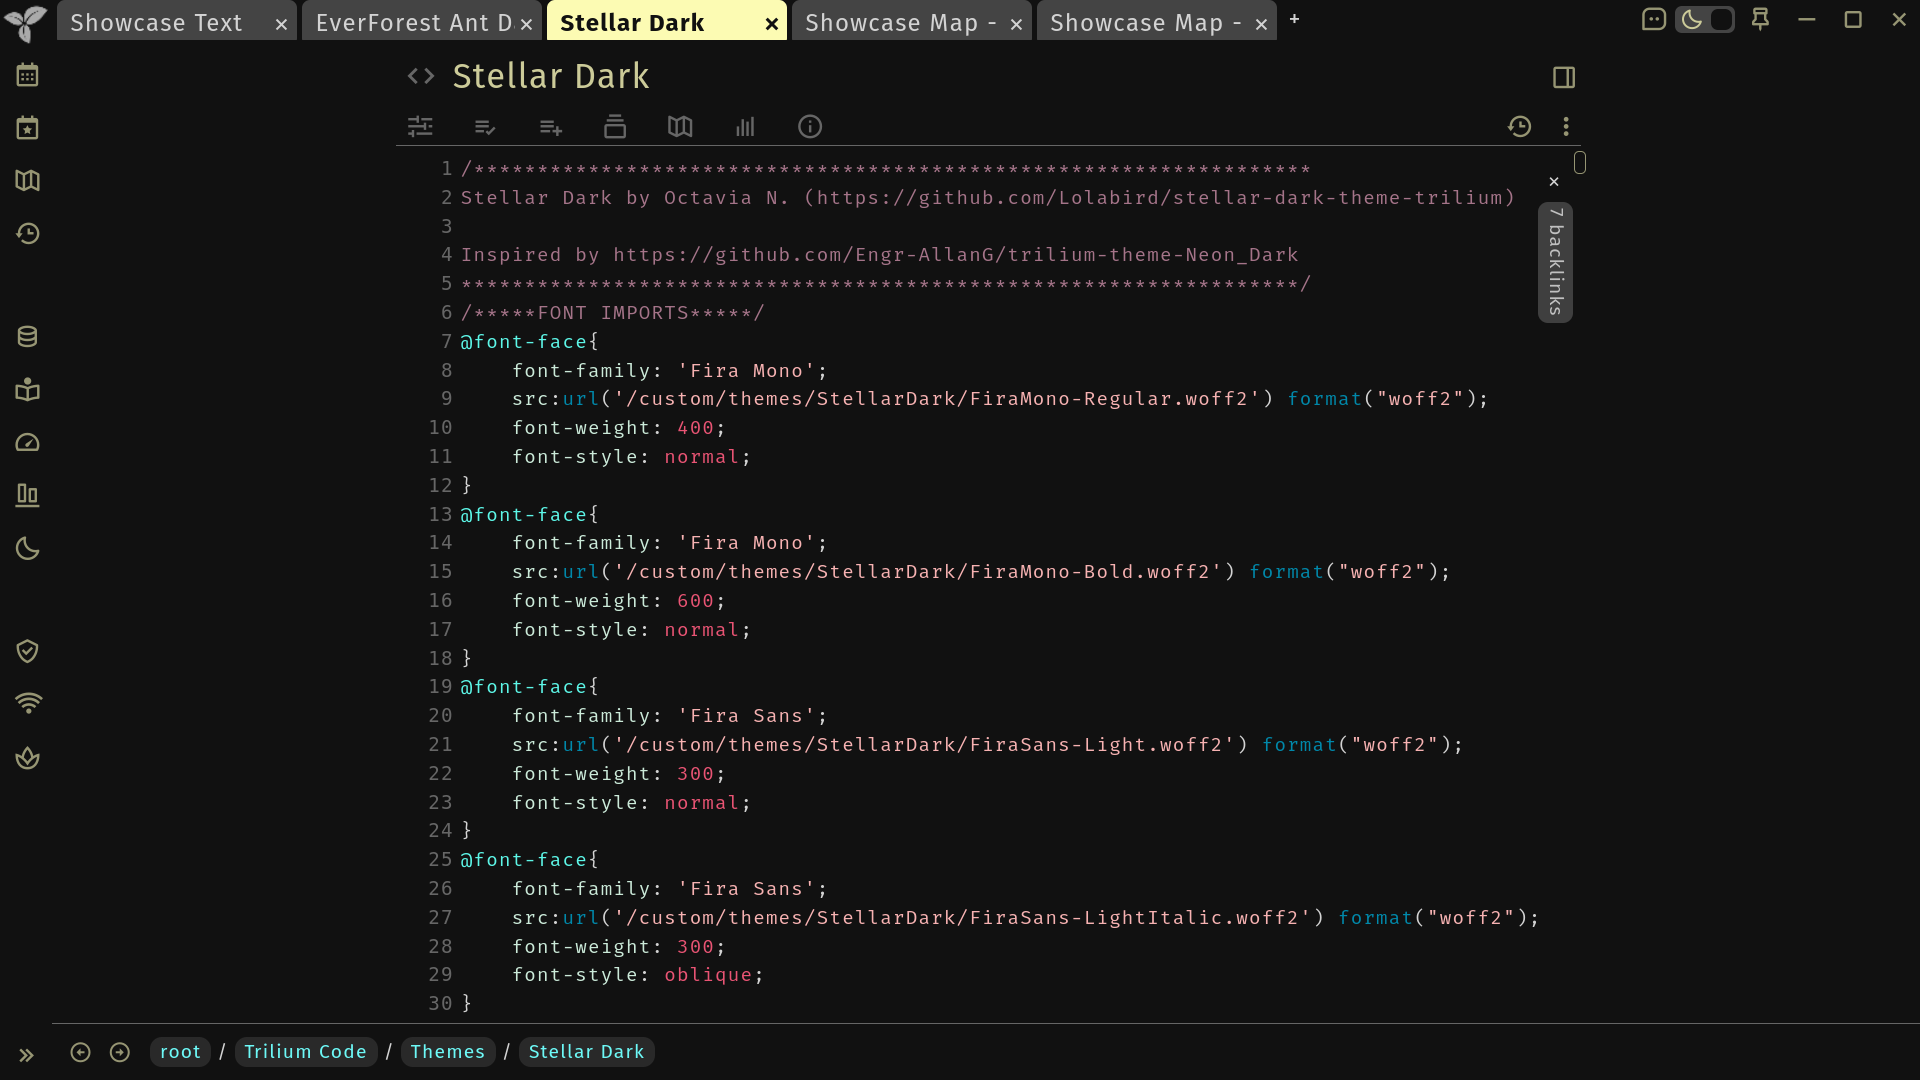 Showcase Text × EverForest Ant D × Stellar Dark × Showcase Map - × Showcase Map - × +
<> Stellar Dark
1 /******************************************************************
2 Stellar Dark by Octavia N. (https://github.com/Lolabird/stellar-dark-theme-trilium)
3
4 Inspired by https://github.com/Engr-AllanG/trilium-theme-Neon_Dark
5 ******************************************************************/
6 /*****FONT IMPORTS*****/
7 @font-face{
8     font-family: 'Fira Mono';
9     src:url('/custom/themes/StellarDark/FiraMono-Regular.woff2') format("woff2");
10     font-weight: 400;
11     font-style: normal;
12 }
13 @font-face{
14     font-family: 'Fira Mono';
15     src:url('/custom/themes/StellarDark/FiraMono-Bold.woff2') format("woff2");
16     font-weight: 600;
17     font-style: normal;
18 }
19 @font-face{
20     font-family: 'Fira Sans';
21     src:url('/custom/themes/StellarDark/FiraSans-Light.woff2') format("woff2");
22     font-weight: 300;
23     font-style: normal;
24 }
25 @font-face{
26     font-family: 'Fira Sans';
27     src:url('/custom/themes/StellarDark/FiraSans-LightItalic.woff2') format("woff2");
28     font-weight: 300;
29     font-style: oblique;
30 }
×
7 backlinks
root / Trilium Code / Themes / Stellar Dark